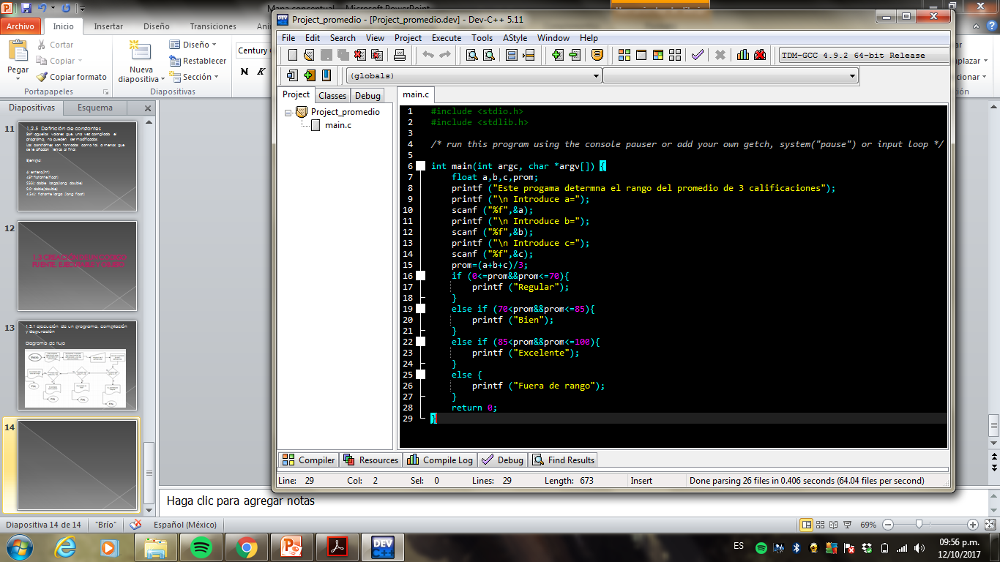 Mapa conceptual - Microsoft PowerPoint
Archivo
Inicio
Insertar
Diseño
Transiciones
Pegar
Cortar
Copiar
Copiar formato
Portapapeles
Nueva
diapositiva
Diseño
Restablecer
Sección
Diapositivas
Century
N K
Diapositivas
Esquema
11
1.2.5 Definición de constantes
Ejemplo:
12
1.3 CREACIÓN DE UN CODIGO
FUENTE, EJECUTABLE Y OBJETO
13
1.3.1 Ejecución de un programa, compilación
y depuración
Diagrama de flujo
14
Project_promedio - [Project_promedio.dev] - Dev-C++ 5.11
File Edit Search View Project Execute Tools AStyle Window Help
TDM-GCC 4.9.2 64-bit Release
(globals)
Project Classes Debug
Project_promedio
main.c
main.c
1 #include <stdio.h>
2 #include <stdlib.h>
3
4 /* run this program using the console pauser or add your own getch, system("pause") or input loop */
5
6 int main(int argc, char *argv[]) {
7 float a,b,c,prom;
8 printf ("Este progama determna el rango del promedio de 3 calificaciones");
9 printf ("\n Introduce a=");
10 scanf ("%f",&a);
11 printf ("\n Introduce b=");
12 scanf ("%f",&b);
13 printf ("\n Introduce c=");
14 scanf ("%f",&c);
15 prom=(a+b+c)/3;
16 if (0<=prom&&prom<=70){
17 printf ("Regular");
18 }
19 else if (70<prom&&prom<=85){
20 printf ("Bien");
21 }
22 else if (85<prom&&prom<=100){
23 printf ("Excelente");
24 }
25 else {
26 printf ("Fuera de rango");
27 }
28 return 0;
29 }
Compiler Resources Compile Log Debug Find Results
Line: 29 Col: 2 Sel: 0 Lines: 29 Length: 673 Insert Done parsing 26 files in 0.406 seconds (64.04 files per second)
Haga clic para agregar notas
Diapositiva 14 de 14 "Brío" Español (México) 69%
DEV
C++
ES
09:56 p.m.
12/10/2017